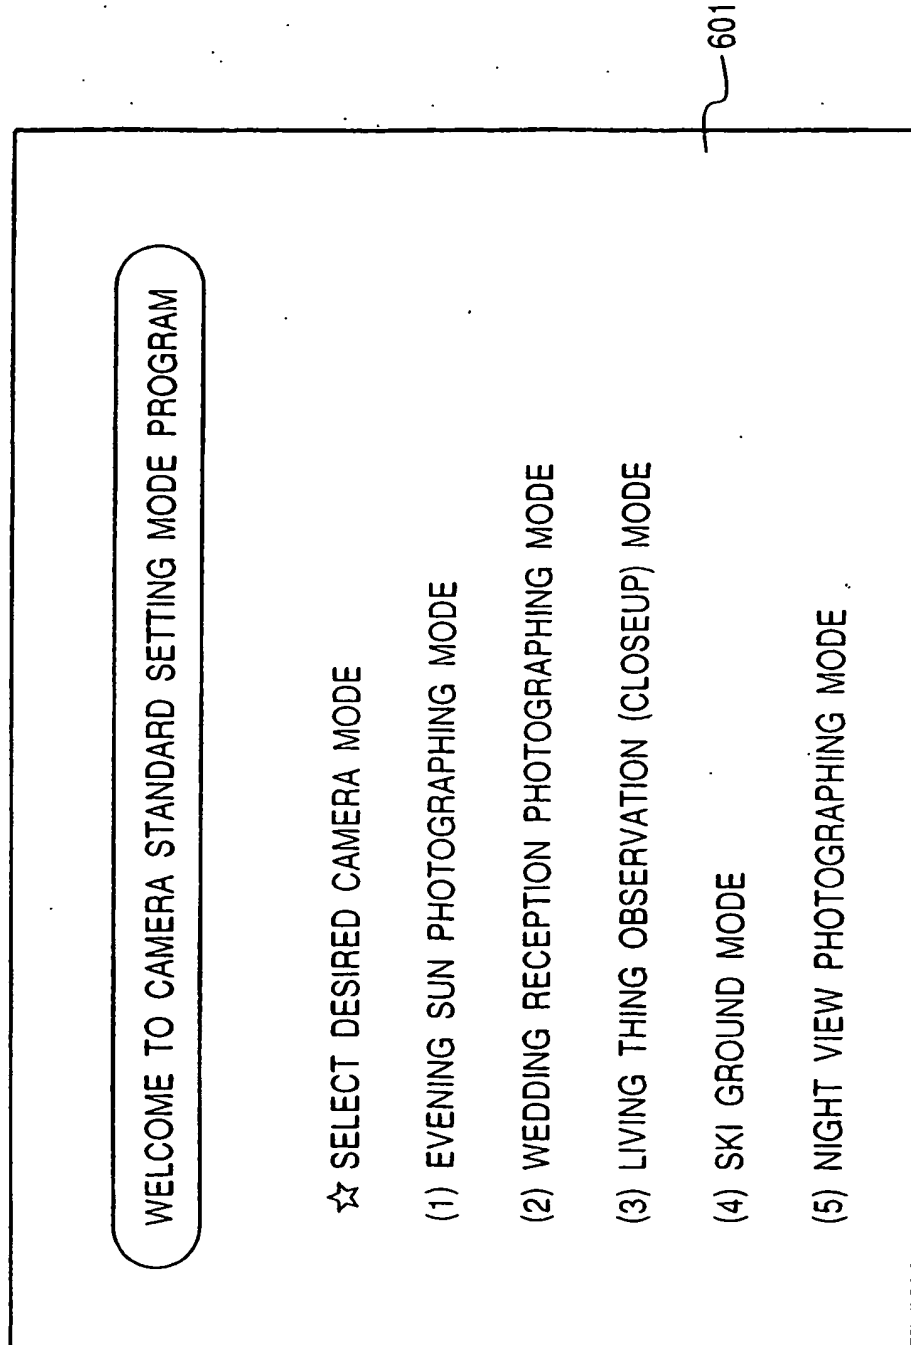 WELCOME TO CAMERA STANDARD SETTING MODE PROGRAM
☆ SELECT DESIRED CAMERA MODE
(1) EVENING SUN PHOTOGRAPHING MODE
(2) WEDDING RECEPTION PHOTOGRAPHING MODE
(3) LIVING THING OBSERVATION (CLOSEUP) MODE
(4) SKI GROUND MODE
(5) NIGHT VIEW PHOTOGRAPHING MODE
601